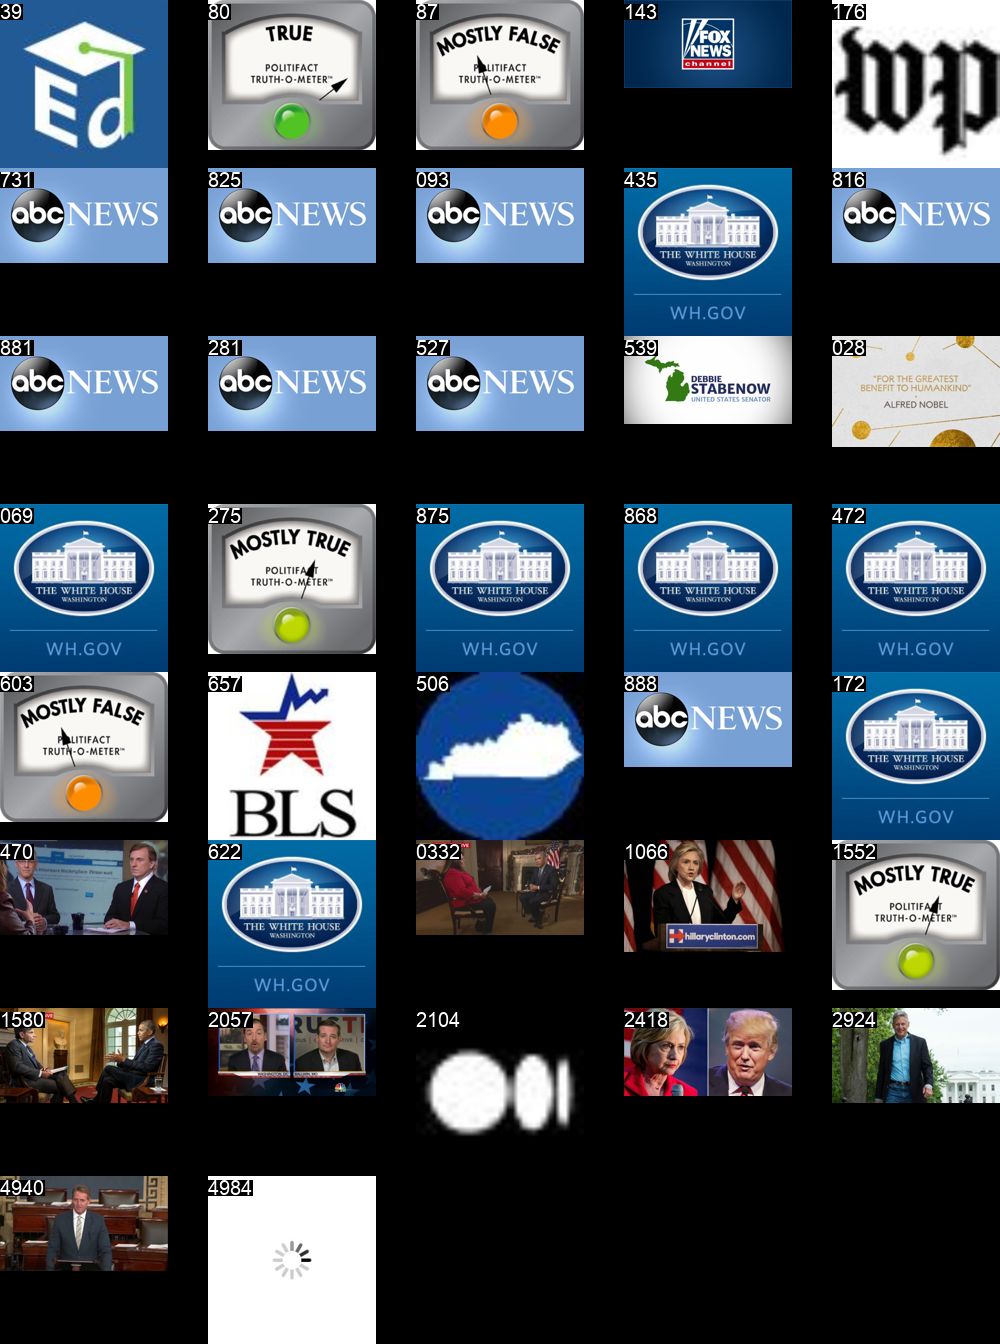 39
Ed
80
TRUE
POLITIFACT
TRUTH-O-METER™
87
MOSTLY FALSE
POLITIFACT
TRUTH-O-METER™
143
FOX
NEWS
channel
176
wp
731
abc NEWS
825
abc NEWS
093
abc NEWS
435
THE WHITE HOUSE
WASHINGTON
WH.GOV
816
abc NEWS
881
abc NEWS
281
abc NEWS
527
abc NEWS
539
DEBBIE
STABENOW
UNITED STATES SENATOR
028
"FOR THE GREATEST
BENEFIT TO HUMANKIND"
ALFRED NOBEL
069
THE WHITE HOUSE
WASHINGTON
WH.GOV
275
MOSTLY TRUE
POLITIFACT
TRUTH-O-METER™
875
THE WHITE HOUSE
WASHINGTON
WH.GOV
868
THE WHITE HOUSE
WASHINGTON
WH.GOV
472
THE WHITE HOUSE
WASHINGTON
WH.GOV
603
MOSTLY FALSE
POLITIFACT
TRUTH-O-METER™
657
BLS
506
888
abc NEWS
172
THE WHITE HOUSE
WASHINGTON
WH.GOV
470
622
THE WHITE HOUSE
WASHINGTON
WH.GOV
0332
1066
hillaryclinton.com
1552
MOSTLY TRUE
POLITIFACT
TRUTH-O-METER™
1580
2057
2104
2418
2924
4940
4984